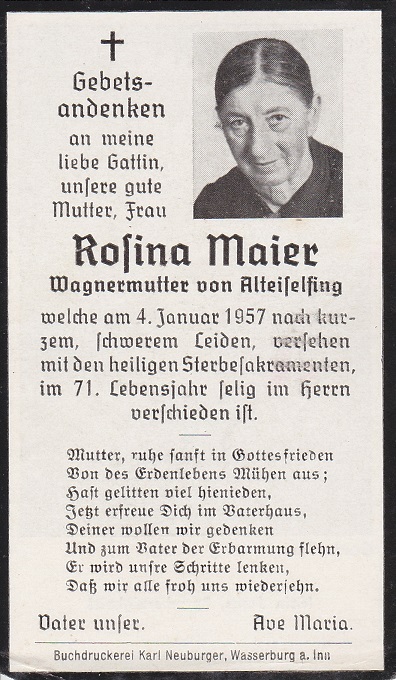 Gebets-
andenken
an meine
liebe Gattin,
unsere gute
Mutter, Frau
Rosina Maier
Wagnermutter von Alteiselfing
welche am 4. Januar 1957 nach kur-
zem, schwerem Leiden, versehen
mit den heiligen Sterbesakramenten,
im 71. Lebensjahr selig im Herrn
verschieden ist.
Mutter, ruhe sanft in Gottesfrieden
Von des Erdenlebens Mühen aus;
Hast gelitten viel hienieden,
Jetzt erfreue Dich im Vaterhaus,
Deiner wollen wir gedenken
Und zum Vater der Erbarmung flehn,
Er wird unsre Schritte lenken,
Daß wir alle froh uns wiedersehn.
Vater unser. Ave Maria.
Buchdruckerei Karl Neuburger, Wasserburg a. Inn